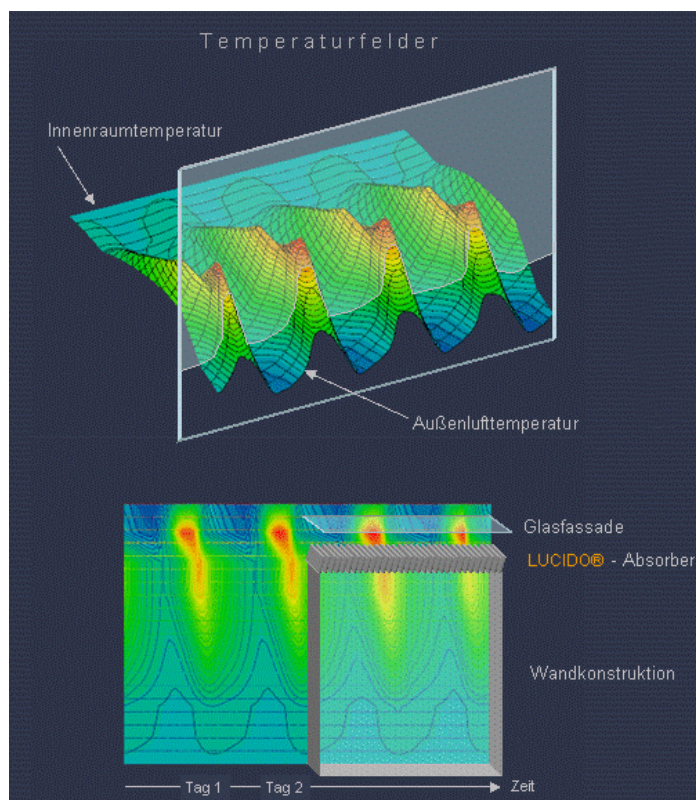 Temperaturfelder
Innenraumtemperatur
Außenlufttemperatur
Glasfassade
LUCIDO® - Absorber
Wandkonstruktion
Tag 1
Tag 2
Zeit